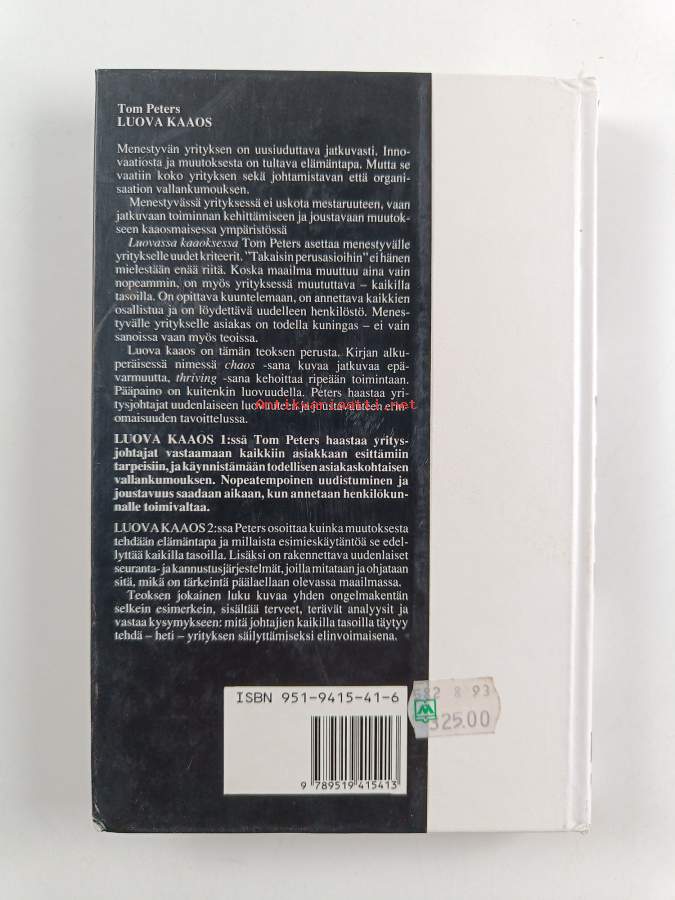 Tom Peters
LUOVA KAAOS
Menestyvän yrityksen on uusiuduttava jatkuvasti. Inno-
vaatiosta ja muutoksesta on tultava elämäntapa. Mutta se
vaatiin koko yrityksen sekä johtamistavan että organi-
saation vallankumouksen.
Menestyvässä yrityksessä ei uskota mestaruuteen, vaan
jatkuvaan toiminnan kehittämiseen ja joustavaan muutok-
seen kaaosmaisessa ympäristössä
Luovassa kaaoksessa Tom Peters asettaa menestyvälle
yritykselle uudet kriteerit. "Takaisin perusasioihin" ei hänen
mielestään enää riitä. Koska maailma muuttuu aina vain
nopeammin, on myös yrityksessä muututtava – kaikilla
tasoilla. On opittava kuuntelemaan, on annettava kaikkien
osallistua ja on löydettävä uudelleen henkilöstö. Menes-
tyvälle yritykselle asiakas on todella kuningas – ei vain
sanoissa vaan myös teoissa.
Luova kaaos on tämän teoksen perusta. Kirjan alku-
peräisessä nimessä chaos -sana kuvaa jatkuvaa epä-
varmuutta, thriving -sana kehoittaa ripeään toimintaan.
Pääpaino on kuitenkin luovuudella. Peters haastaa yri-
tysjohtajat uudenlaiseen luovuuteen ja joustavuuteen erin-
omaisuuden tavoittelussa.
Antikvariaatti.net
LUOVA KAAOS 1:ssä Tom Peters haastaa yritys-
johtajat vastaamaan kaikkiin asiakkaan esittämiin
tarpeisiin, ja käynnistämään todellisen asiakaskohtaisen
vallankumouksen. Nopeatempoinen uudistuminen ja
joustavuus saadaan aikaan, kun annetaan henkilökun-
nalle toimivaltaa.
LUOVA KAAOS 2:ssa Peters osoittaa kuinka muutoksesta
tehdään elämäntapa ja millaista esimieskäytäntöä se edel-
lyttää kaikilla tasoilla. Lisäksi on rakennettava uudenlaiset
seuranta- ja kannustusjärjestelmät, joilla mitataan ja ohjataan
sitä, mikä on tärkeintä päälaellaan olevassa maailmassa.
Teoksen jokainen luku kuvaa yhden ongelmakentän
selkein esimerkein, sisältää terveet, terävät analyysit ja
vastaa kysymykseen: mitä johtajien kaikilla tasoilla täytyy
tehdä – heti – yrityksen säilyttämiseksi elinvoimaisena.
ISBN 951-9415-41-6
9 789519 415413
682 8 93
325.00